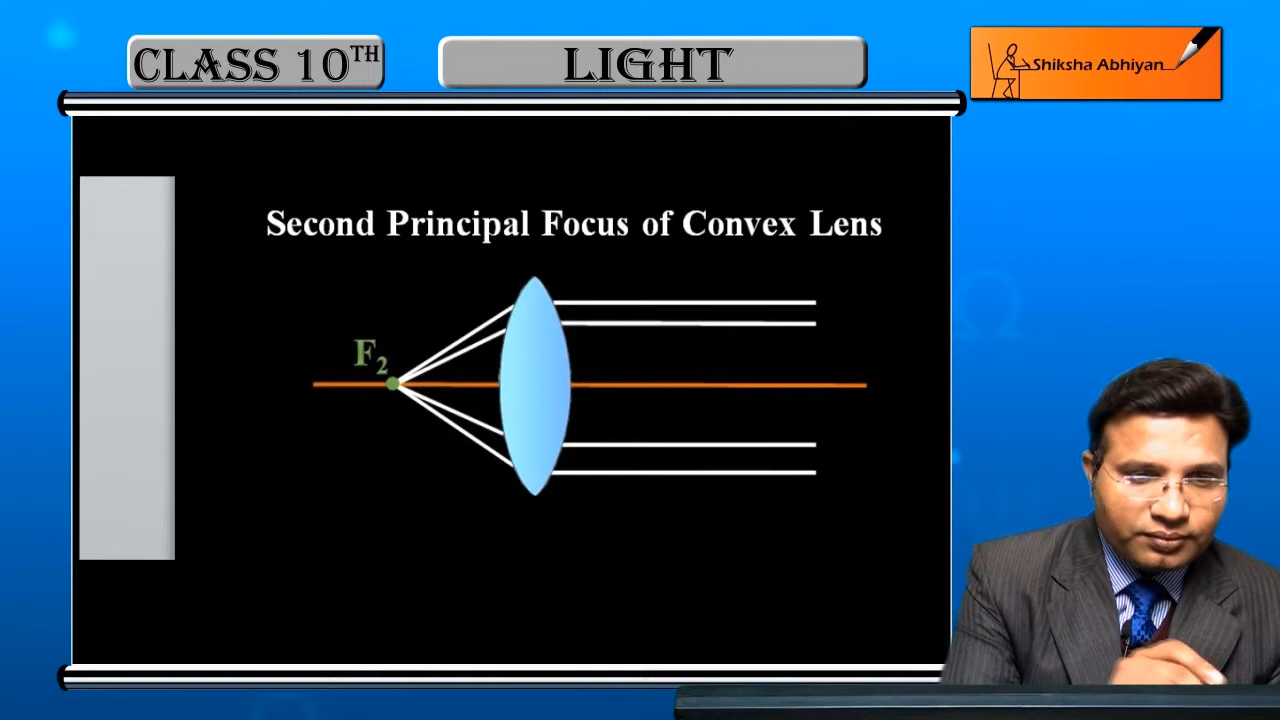 CLASS 10TH
LIGHT
Shiksha Abhiyan
Second Principal Focus of Convex Lens
F2